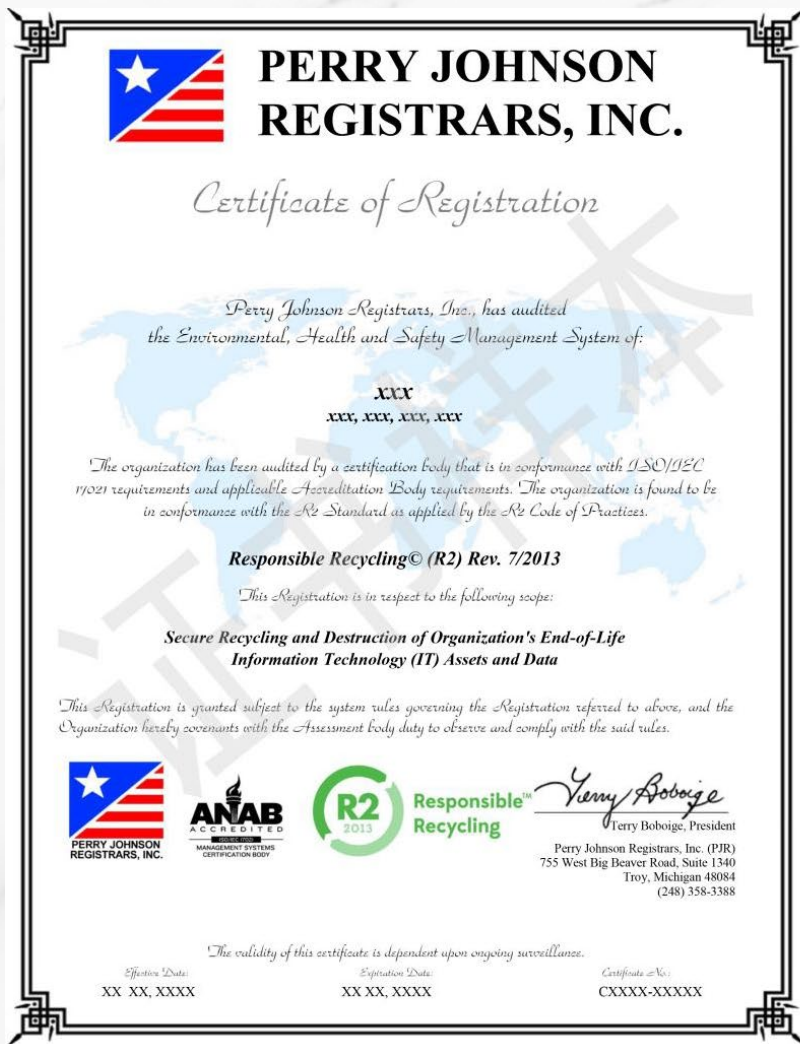 PERRY JOHNSON
REGISTRARS, INC.
Certificate of Registration
Perry Johnson Registrars, Inc., has audited
the Environmental, Health and Safety Management System of:
xxx
xxx, xxx, xxx, xxx
The organization has been audited by a certification body that is in conformance with ISO/IEC
17021 requirements and applicable Accreditation Body requirements. The organization is found to be
in conformance with the R2 Standard as applied by the R2 Code of Practices.
Responsible Recycling© (R2) Rev. 7/2013
This Registration is in respect to the following scope:
Secure Recycling and Destruction of Organization's End-of-Life
Information Technology (IT) Assets and Data
This Registration is granted subject to the system rules governing the Registration referred to above, and the
Organization hereby covenants with the Assessment body duty to observe and comply with the said rules.
证书样本
PERRY JOHNSON
REGISTRARS, INC.
ANAB
ACCREDITED
ISO/IEC 17021
MANAGEMENT SYSTEMS
CERTIFICATION BODY
R2
2013
Responsible™
Recycling
Terry Boboige
Terry Boboige, President
Perry Johnson Registrars, Inc. (PJR)
755 West Big Beaver Road, Suite 1340
Troy, Michigan 48084
(248) 358-3388
The validity of this certificate is dependent upon ongoing surveillance.
Effective Date:
XX XX, XXXX
Expiration Date:
XX XX, XXXX
Certificate No.:
CXXXX-XXXXX